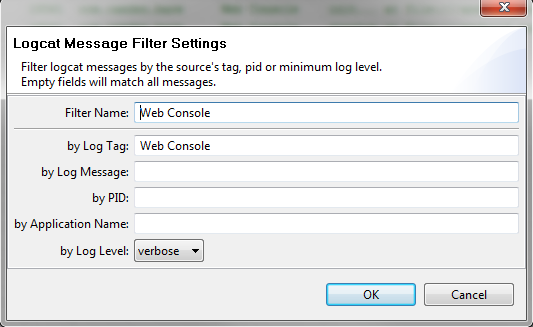 Logcat Message Filter Settings
Filter logcat messages by the source's tag, pid or minimum log level.
Empty fields will match all messages.
Filter Name: Web Console
by Log Tag: Web Console
by Log Message:
by PID:
by Application Name:
by Log Level: verbose
OK Cancel